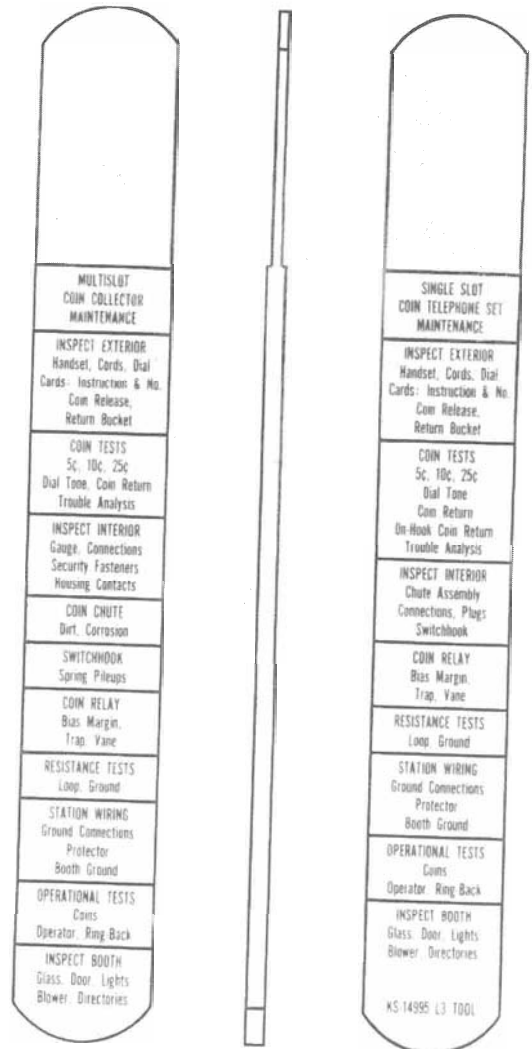 MULTISLOT
COIN COLLECTOR
MAINTENANCE
INSPECT EXTERIOR
Handset, Cords, Dial
Cards: Instruction & No.
Coin Release,
Return Bucket
COIN TESTS
5¢, 10¢, 25¢
Dial Tone, Coin Return
Trouble Analysis
INSPECT INTERIOR
Gauge, Connections
Security Fasteners
Housing Contacts
COIN CHUTE
Dirt, Corrosion
SWITCHHOOK
Spring Pileups
COIN RELAY
Bias Margin,
Trap, Vane
RESISTANCE TESTS
Loop, Ground
STATION WIRING
Ground Connections
Protector
Booth Ground
OPERATIONAL TESTS
Coins
Operator, Ring-Back
INSPECT BOOTH
Glass, Door, Lights
Blower, Directories
SINGLE SLOT
COIN TELEPHONE SET
MAINTENANCE
INSPECT EXTERIOR
Handset, Cords, Dial
Cards: Instruction & No.
Coin Release,
Return Bucket
COIN TESTS
5¢, 10¢, 25¢
Dial Tone
Coin Return
On-Hook Coin Return
Trouble Analysis
INSPECT INTERIOR
Chute Assembly
Connections, Plugs
Switchhook
COIN RELAY
Bias Margin,
Trap, Vane
RESISTANCE TESTS
Loop, Ground
STATION WIRING
Ground Connections
Protector
Booth Ground
OPERATIONAL TESTS
Coins
Operator, Ring-Back
INSPECT BOOTH
Glass, Door, Lights
Blower, Directories
KS-14995 L3 TOOL